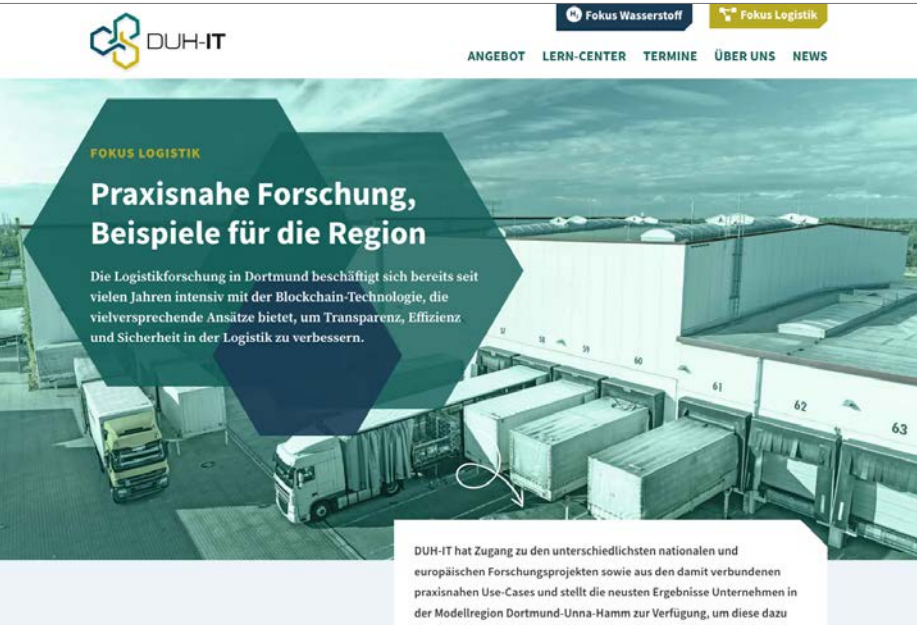 DUH-IT
H₂ Fokus Wasserstoff
Fokus Logistik
ANGEBOT LERN-CENTER TERMINE ÜBER UNS NEWS
FOKUS LOGISTIK
Praxisnahe Forschung,
Beispiele für die Region
Die Logistikforschung in Dortmund beschäftigt sich bereits seit
vielen Jahren intensiv mit der Blockchain-Technologie, die
vielversprechende Ansätze bietet, um Transparenz, Effizienz
und Sicherheit in der Logistik zu verbessern.
57
58
59
60
61
62
63
DUH-IT hat Zugang zu den unterschiedlichsten nationalen und
europäischen Forschungsprojekten sowie aus den damit verbundenen
praxisnahen Use-Cases und stellt die neusten Ergebnisse Unternehmen in
der Modellregion Dortmund-Unna-Hamm zur Verfügung, um diese dazu